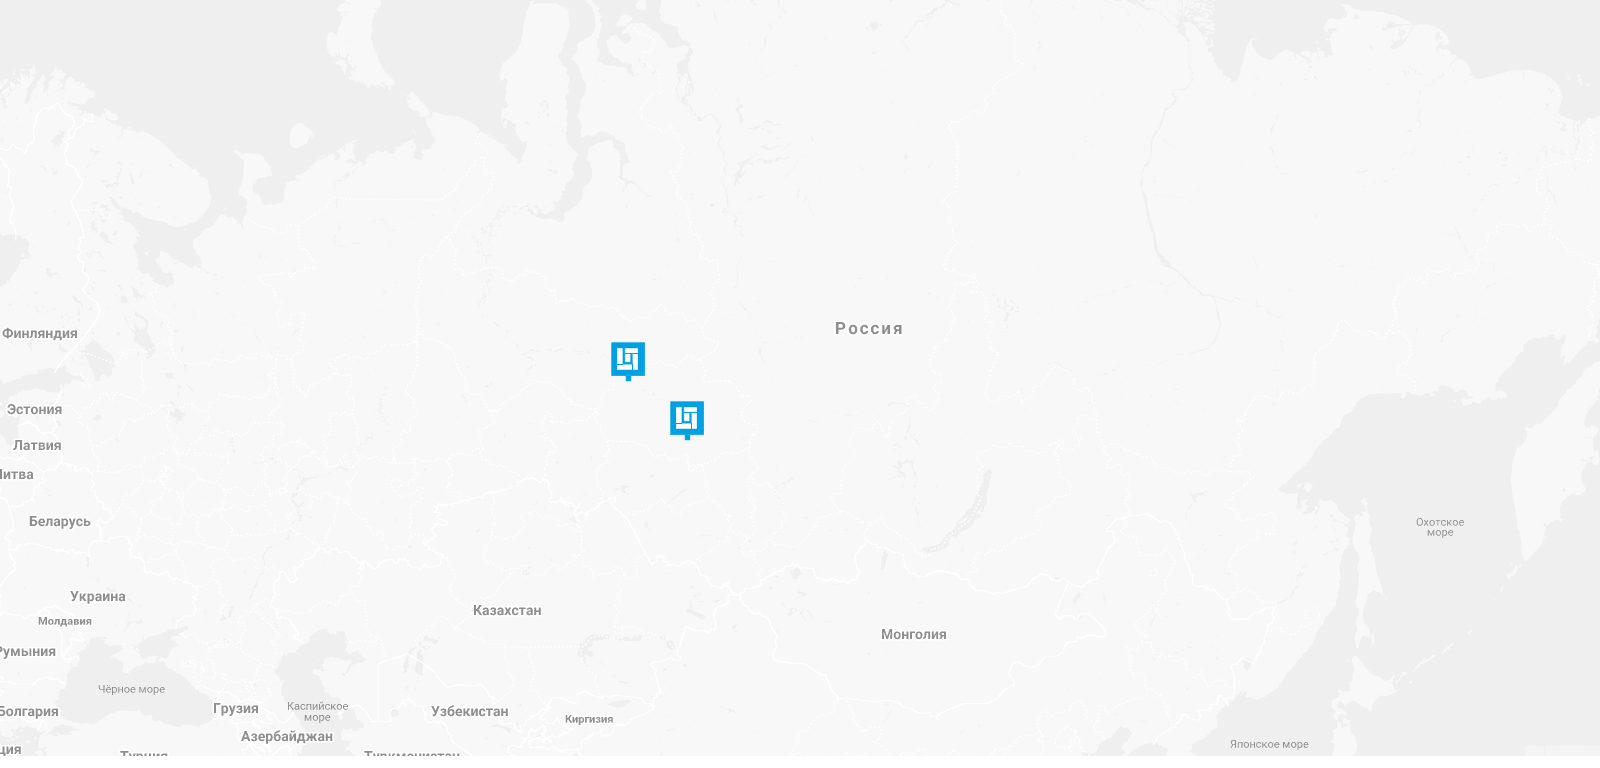 Россия
Финляндия
Эстония
Латвия
Литва
Беларусь
Охотское
море
Украина
Казахстан
Молдавия
Монголия
Румыния
Чёрное море
Грузия
Каспийское
море
Болгария
Узбекистан
Киргизия
Азербайджан
Японское море
ция
Турция
Туркменистан